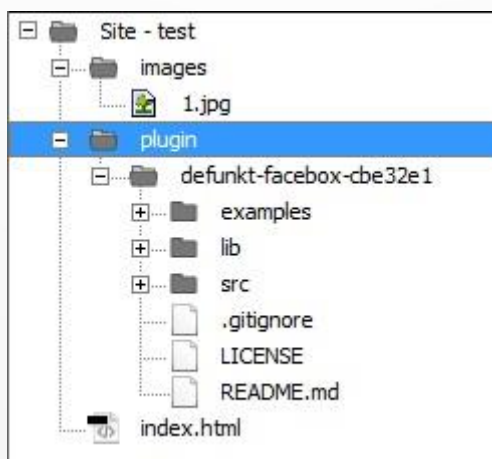 Site - test
images
1.jpg
plugin
defunkt-facebox-cbe32e1
examples
lib
src
.gitignore
LICENSE
README.md
index.html